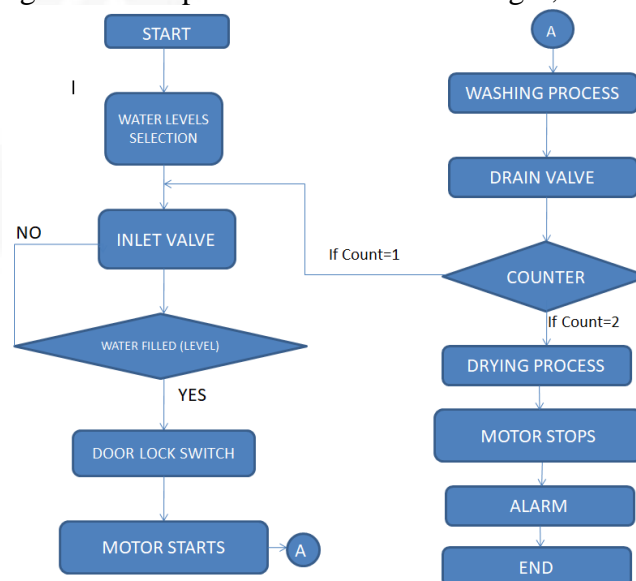 START
I
WATER LEVELS
SELECTION
NO
INLET VALVE
WATER FILLED (LEVEL)
YES
DOOR LOCK SWITCH
MOTOR STARTS
A
A
WASHING PROCESS
DRAIN VALVE
If Count=1
COUNTER
If Count=2
DRYING PROCESS
MOTOR STOPS
ALARM
END